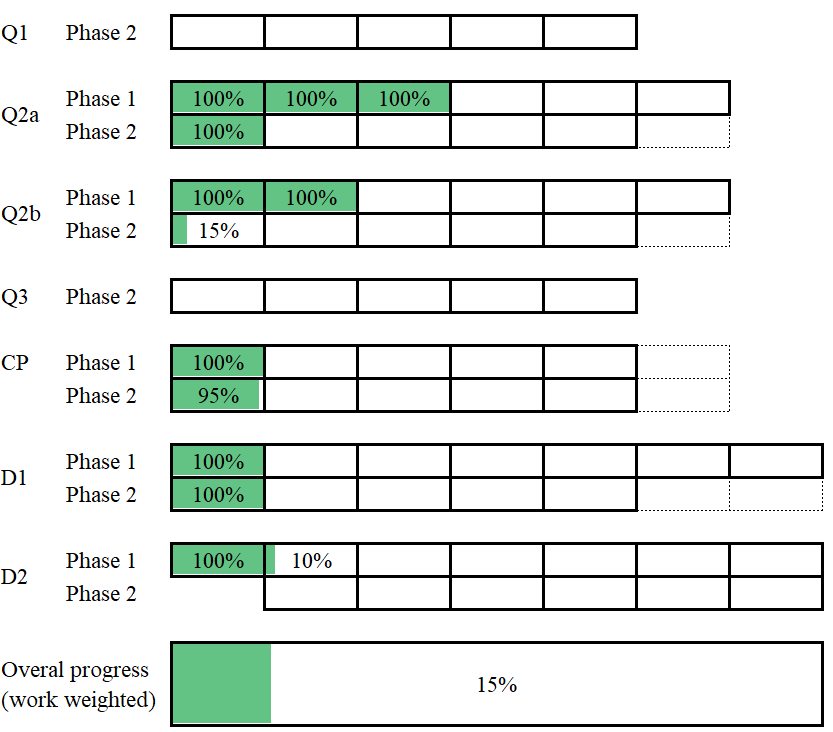 Q1 Phase 2
Q2a
Phase 1 100% 100% 100%
Phase 2 100%
Q2b
Phase 1 100% 100%
Phase 2 15%
Q3 Phase 2
CP Phase 1 100%
Phase 2 95%
D1
Phase 1 100%
Phase 2 100%
D2
Phase 1 100% 10%
Phase 2
Overal progress
(work weighted)
15%